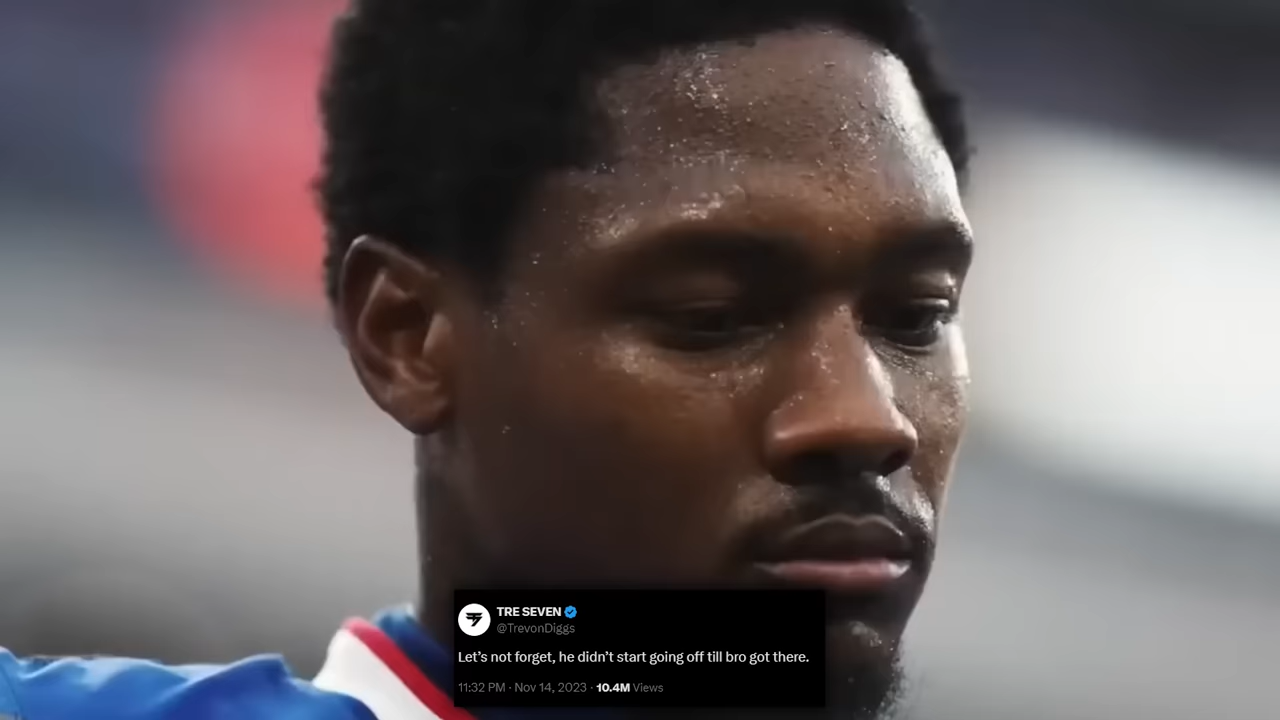 TRE SEVEN
@TrevonDiggs
Let’s not forget, he didn’t start going off till bro got there.
11:32 PM · Nov 14, 2023 · 10.4M Views